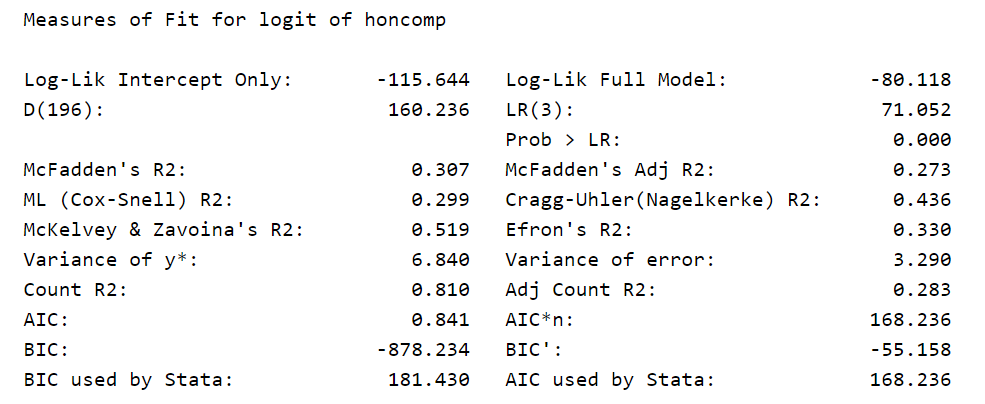 Measures of Fit for logit of honcomp
Log-Lik Intercept Only: -115.644 Log-Lik Full Model: -80.118
D(196): 160.236 LR(3): 71.052
Prob > LR: 0.000
McFadden's R2: 0.307 McFadden's Adj R2: 0.273
ML (Cox-Snell) R2: 0.299 Cragg-Uhler(Nagelkerke) R2: 0.436
McKelvey & Zavoina's R2: 0.519 Efron's R2: 0.330
Variance of y*: 6.840 Variance of error: 3.290
Count R2: 0.810 Adj Count R2: 0.283
AIC: 0.841 AIC*n: 168.236
BIC: -878.234 BIC': -55.158
BIC used by Stata: 181.430 AIC used by Stata: 168.236